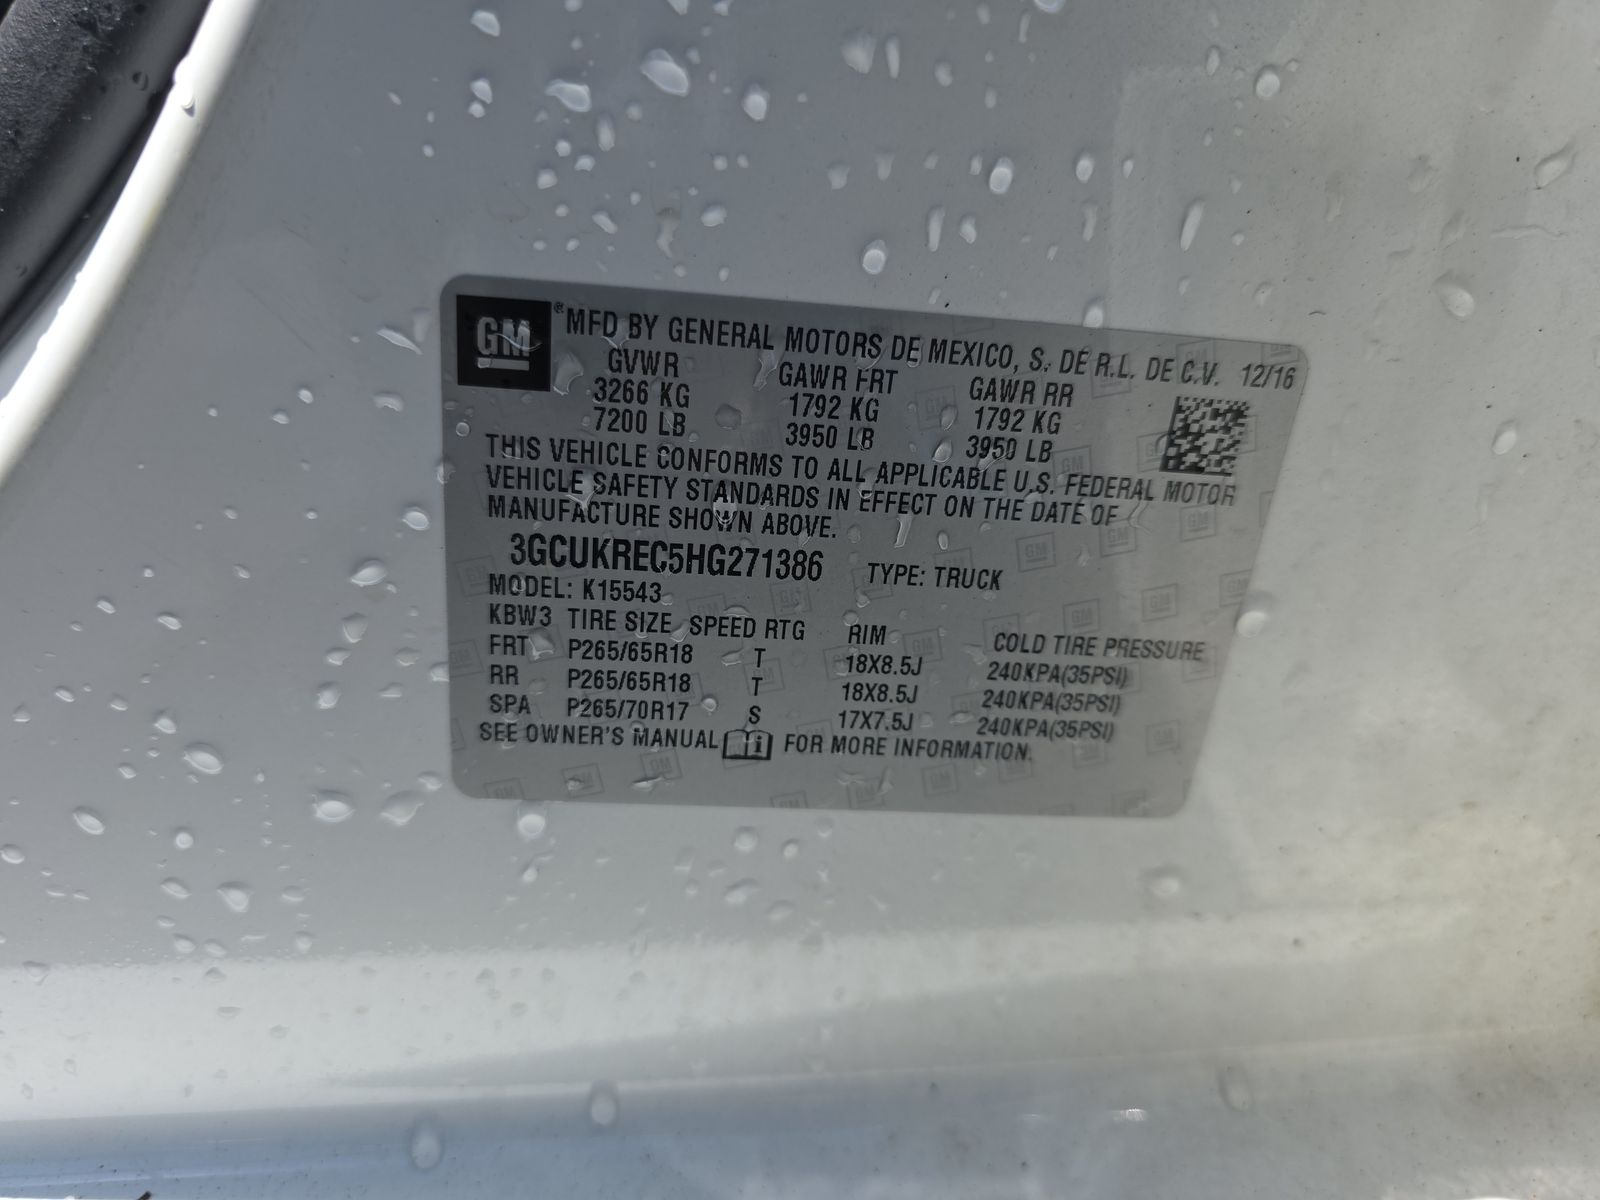 GM ® MFD BY GENERAL MOTORS DE MEXICO, S. DE R.L. DE C.V. 12/16
GVWR GAWR FRT GAWR RR
3266 KG 1792 KG 1792 KG
7200 LB 3950 LB 3950 LB
THIS VEHICLE CONFORMS TO ALL APPLICABLE U.S. FEDERAL MOTOR
VEHICLE SAFETY STANDARDS IN EFFECT ON THE DATE OF
MANUFACTURE SHOWN ABOVE.
3GCUKREC5HG271386 TYPE: TRUCK
MODEL: K15543
KBW3 TIRE SIZE SPEED RTG RIM COLD TIRE PRESSURE
FRT P265/65R18 T 18X8.5J 240KPA(35PSI)
RR P265/65R18 T 18X8.5J 240KPA(35PSI)
SPA P265/70R17 S 17X7.5J 240KPA(35PSI)
SEE OWNER'S MANUAL i FOR MORE INFORMATION.